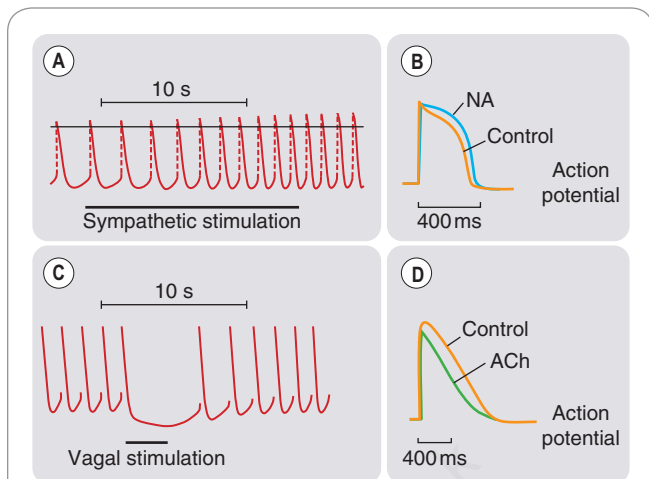 A
10 s
Sympathetic stimulation
B
NA
Control
Action
potential
400 ms
C
10 s
Vagal stimulation
D
Control
ACh
Action
potential
400 ms